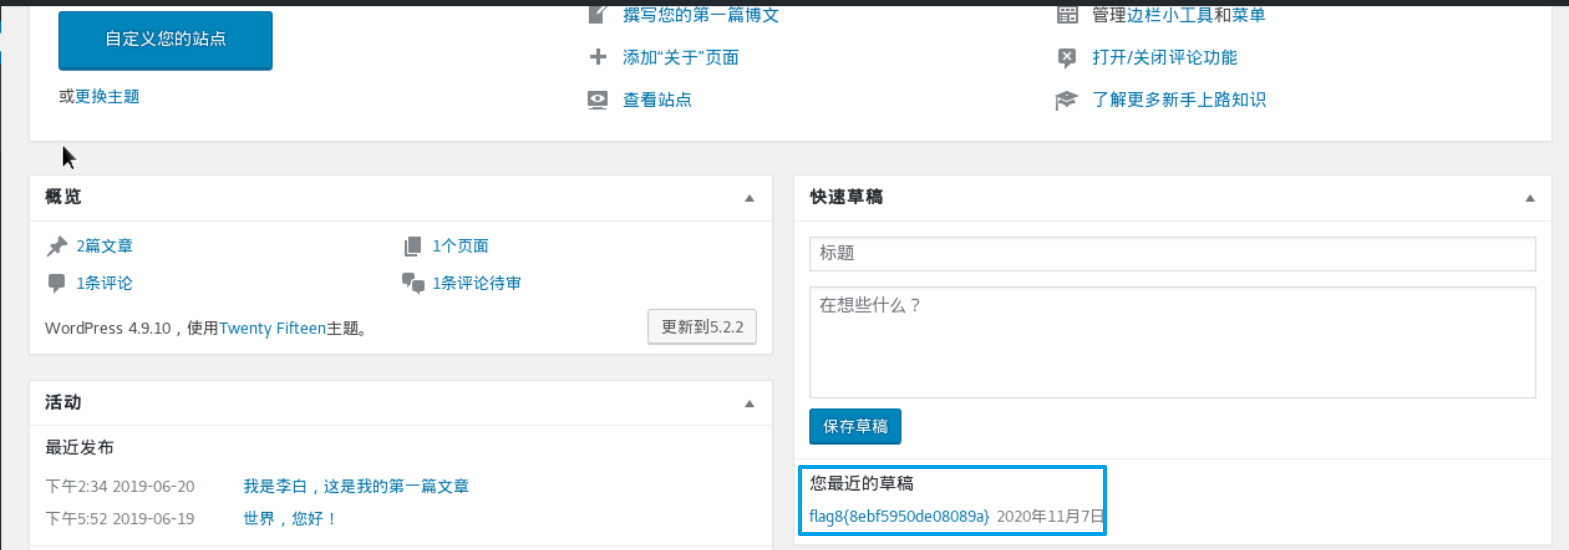 自定义您的站点
或更换主题
撰写您的第一篇博文
添加“关于”页面
查看站点
管理边栏小工具和菜单
打开/关闭评论功能
了解更多新手上路知识
概览
2篇文章
1个页面
1条评论
1条评论待审
WordPress 4.9.10，使用Twenty Fifteen主题。
更新到5.2.2
活动
最近发布
下午2:34 2019-06-20 我是李白，这是我的第一篇文章
下午5:52 2019-06-19 世界，您好！
快速草稿
标题
在想些什么？
保存草稿
您最近的草稿
flag8{8ebf5950de08089a} 2020年11月7日